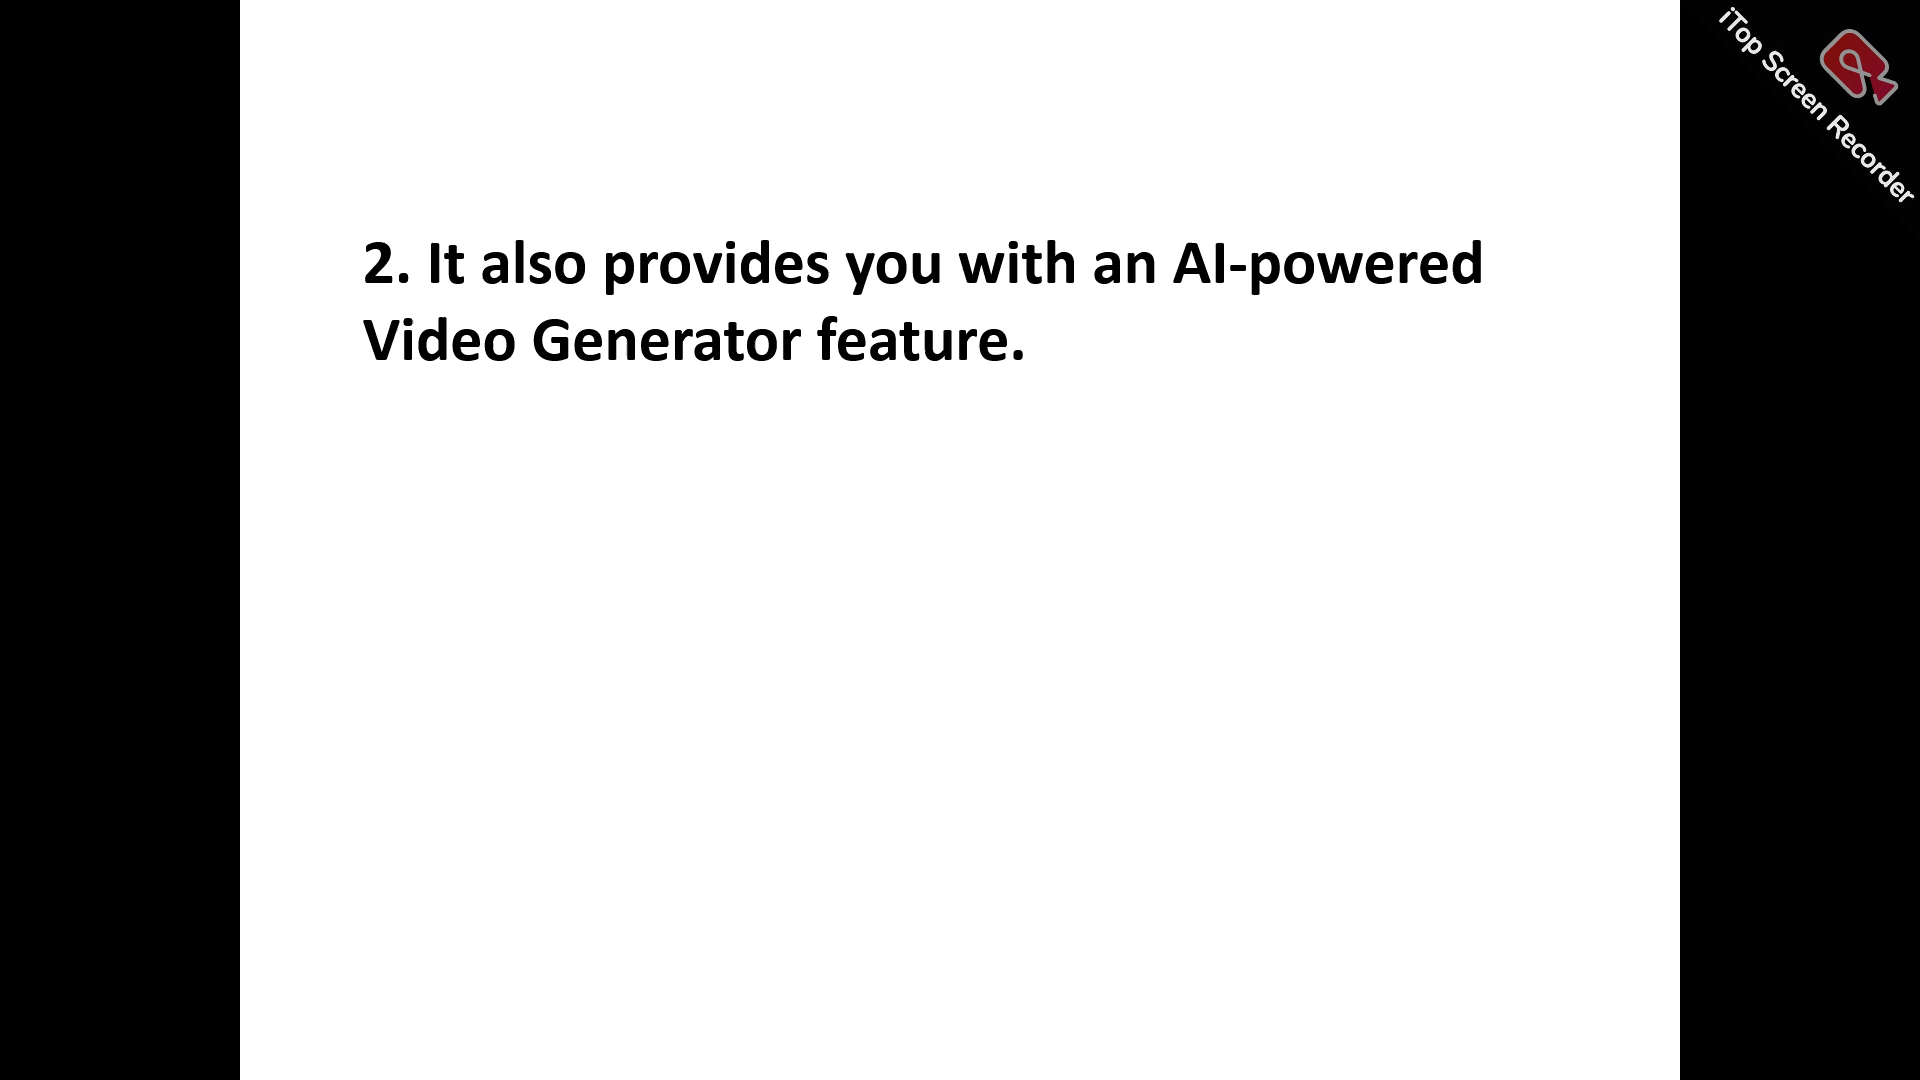 iTop Screen Recorder
2. It also provides you with an AI-powered
Video Generator feature.